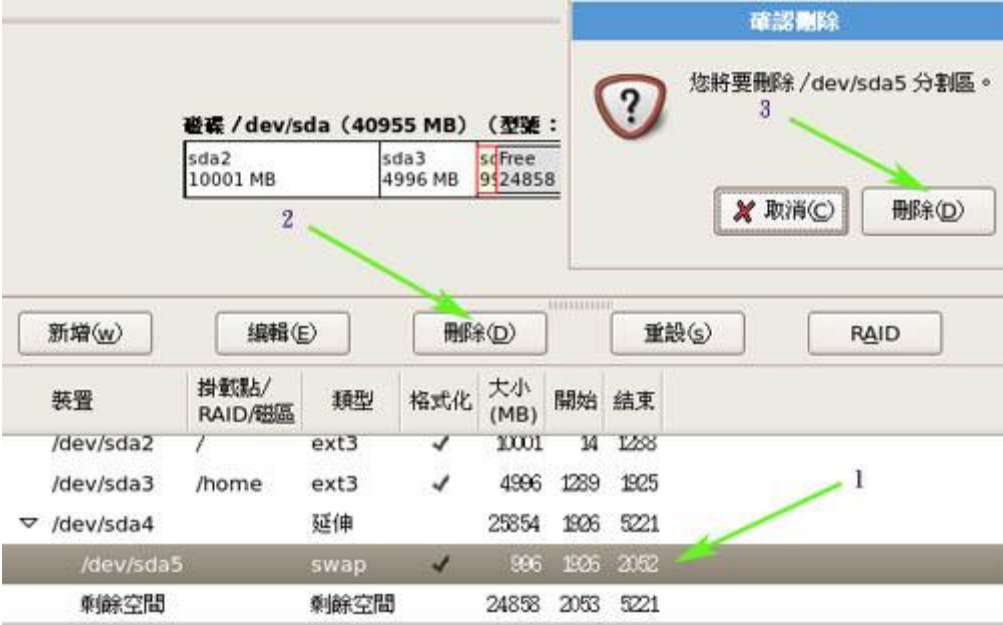 確認刪除
您將要刪除 /dev/sda5 分割區。
3
取消(C)
刪除(D)
磁碟 /dev/sda (40955 MB) (型號：
sda2
10001 MB
sda3
4996 MB
Free
24858
2
新增(w)
編輯(E)
刪除(D)
重設(s)
RAID
裝置
掛載點/
RAID/磁區
類型
格式化
大小
(MB)
開始
結束
/dev/sda2 / ext3 10001 14 1288
/dev/sda3 /home ext3 4996 1289 1925
1
/dev/sda4 延伸 25854 1926 5221
/dev/sda5 swap 996 1926 2052
剩餘空間 剩餘空間 24858 2053 5221